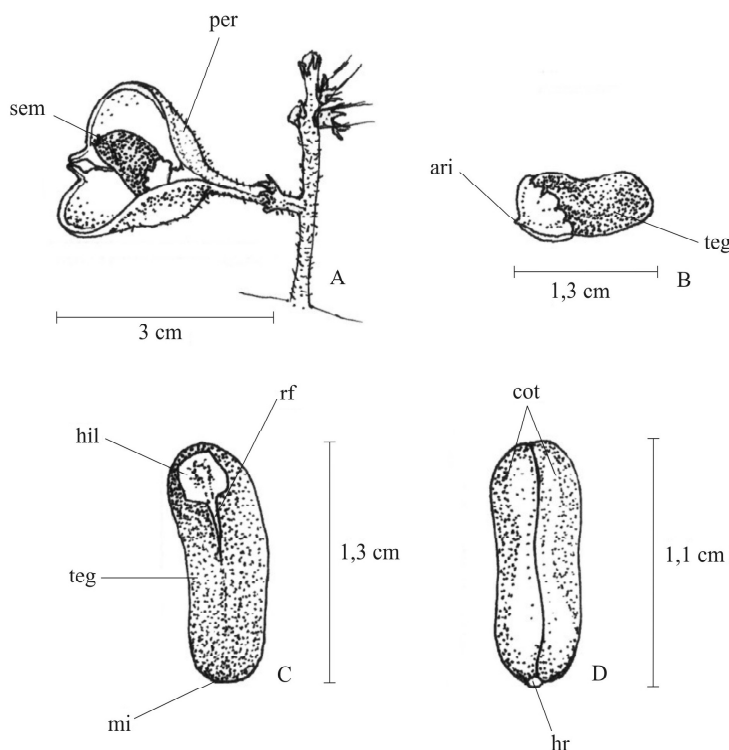 per
sem
A
3 cm
ari
teg
1,3 cm
B
rf
hil
1,3 cm
teg
C
mi
cot
1,1 cm
D
hr